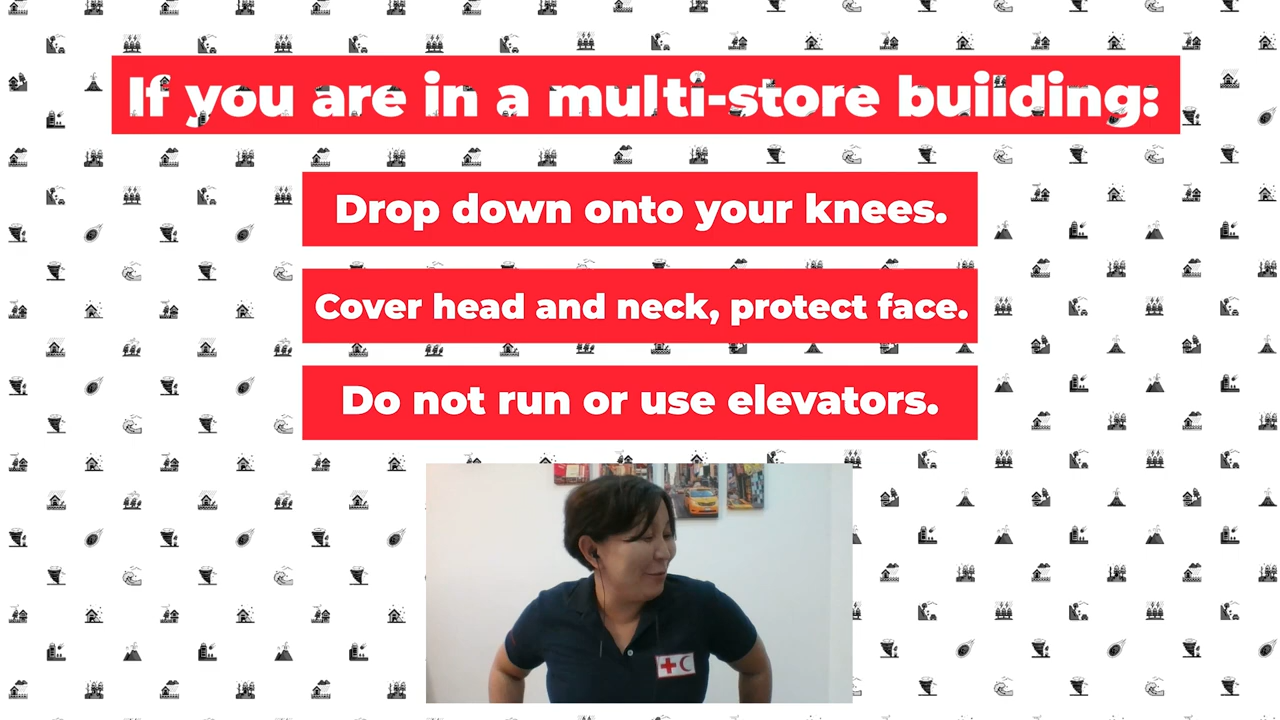 If you are in a multi-store building:
Drop down onto your knees.
Cover head and neck, protect face.
Do not run or use elevators.